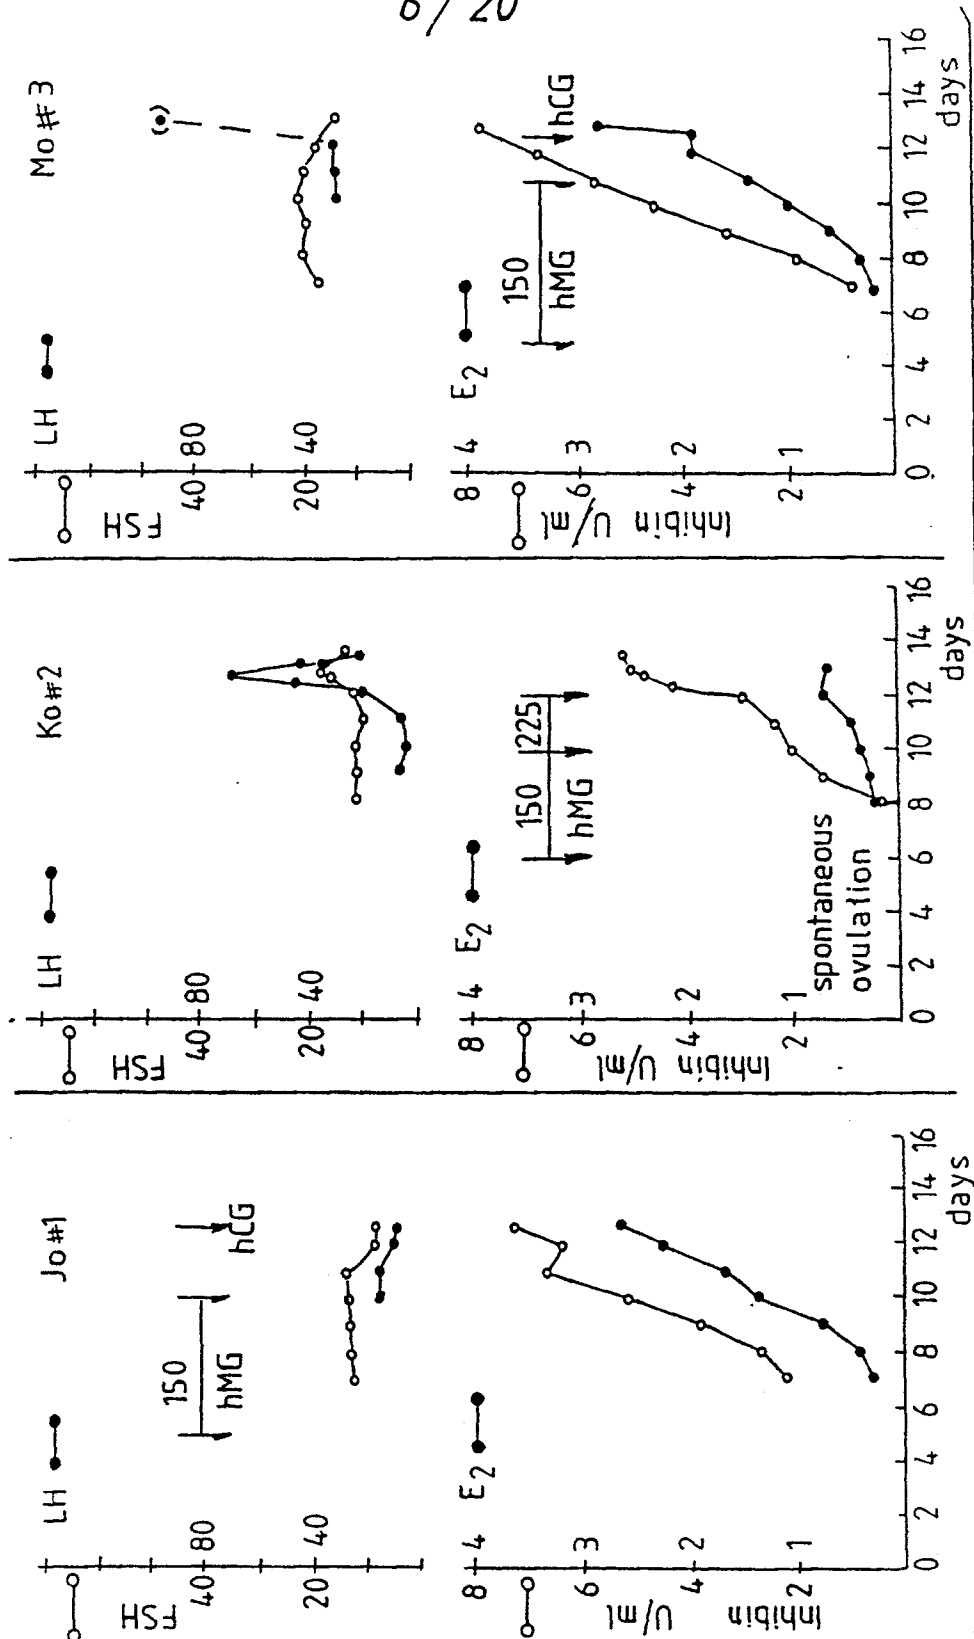 6/20
Jo#1
LH
FSH
80
40
40
20
150
hMG
hCG
E2
Inhibin U/ml
8
6
4
2
4
3
2
1
0 2 4 6 8 10 12 14 16
days
Ko#2
LH
FSH
80
40
40
20
150 225
hMG
E2
Inhibin U/ml
8
6
4
2
4
3
2
1
spontaneous
ovulation
0 2 4 6 8 10 12 14 16
days
Mo#3
LH
FSH
80
40
40
20
( )
150
hMG
hCG
E2
Inhibin U/ml
8
6
4
2
4
3
2
1
0 2 4 6 8 10 12 14 16
days